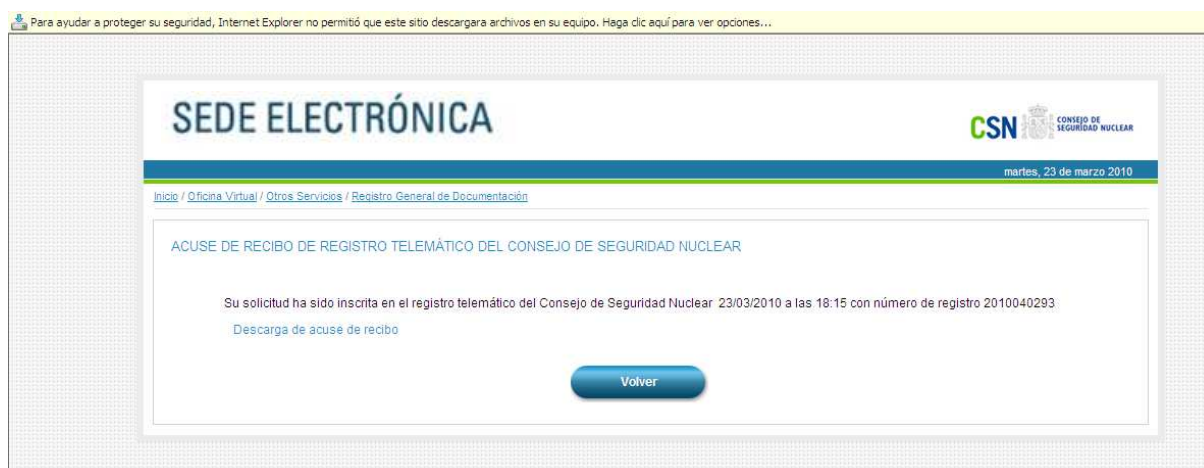 Para ayudar a proteger su seguridad, Internet Explorer no permitió que este sitio descargara archivos en su equipo. Haga clic aquí para ver opciones...
SEDE ELECTRÓNICA
CSN
CONSEJO DE
SEGURIDAD NUCLEAR
martes, 23 de marzo 2010
Inicio / Oficina Virtual / Otros Servicios / Registro General de Documentación
ACUSE DE RECIBO DE REGISTRO TELEMÁTICO DEL CONSEJO DE SEGURIDAD NUCLEAR
Su solicitud ha sido inscrita en el registro telemático del Consejo de Seguridad Nuclear 23/03/2010 a las 18:15 con número de registro 2010040293
Descarga de acuse de recibo
Volver